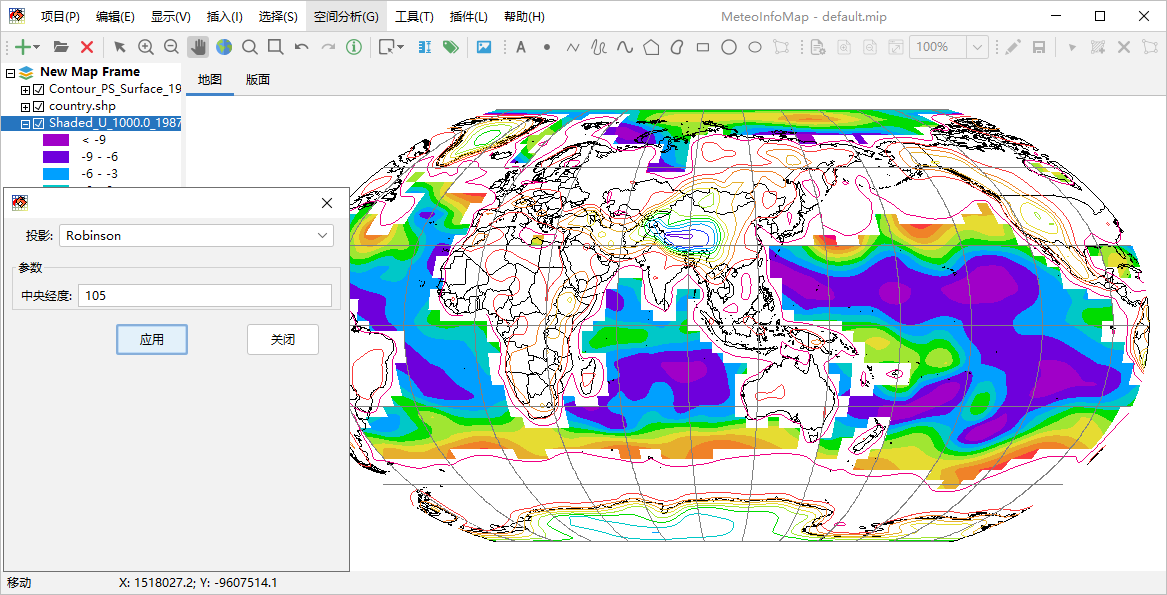 MeteoInfoMap - default.mip
项目(P) 编辑(E) 显示(V) 插入(I) 选择(S) 空间分析(G) 工具(T) 插件(L) 帮助(H)
A 100%
New Map Frame
Contour_PS_Surface_19
country.shp
Shaded_U_1000.0_1987
< -9
-9 - -6
-6 - -3
地图 版面
投影: Robinson
参数
中央经度: 105
应用 关闭
移动 X: 1518027.2; Y: -9607514.1